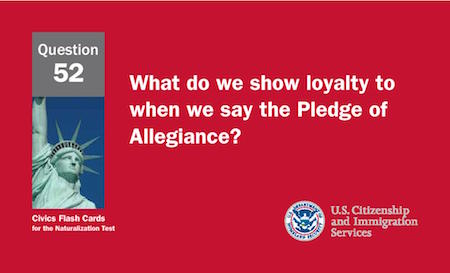 Question
52
What do we show loyalty to
when we say the Pledge of
Allegiance?
Civics Flash Cards
for the Naturalization Test
U.S. Citizenship
and Immigration
Services